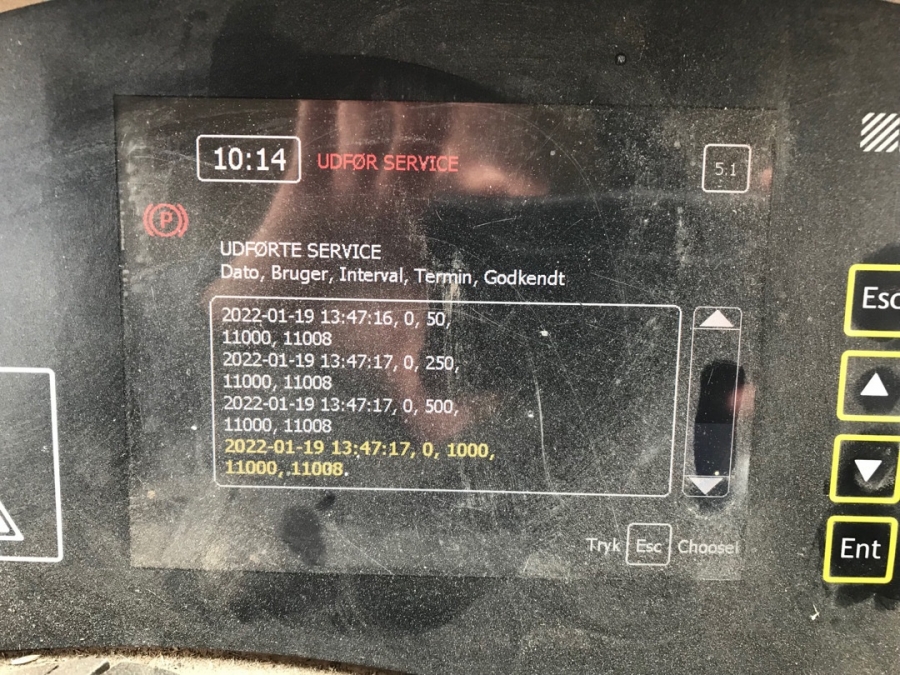 10:14 UDFØR SERVICE 5.1
P
UDFØRTE SERVICE
Dato, Bruger, Interval, Termin, Godkendt
2022-01-19 13:47:16, 0, 50,
11000, 11008
2022-01-19 13:47:17, 0, 250,
11000, 11008
2022-01-19 13:47:17, 0, 500,
11000, 11008
2022-01-19 13:47:17, 0, 1000,
11000, 11008.
Tryk Esc Choosel
Esc
Ent